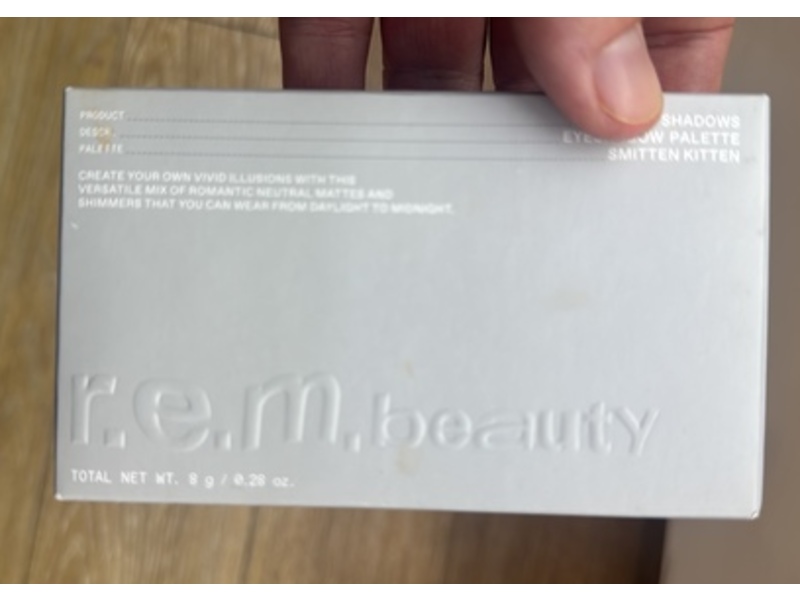 PRODUCT SHADOWS
DESCR. PALETTE
PALETTE SMITTEN KITTEN
CREATE YOUR OWN VIVID ILLUSIONS WITH THIS
VERSATILE MIX OF ROMANTIC NEUTRAL MATTES AND
SHIMMERS THAT YOU CAN WEAR FROM DAYLIGHT TO MIDNIGHT.
r.e.m.beauty
TOTAL NET WT. 8 g / 0.28 oz.